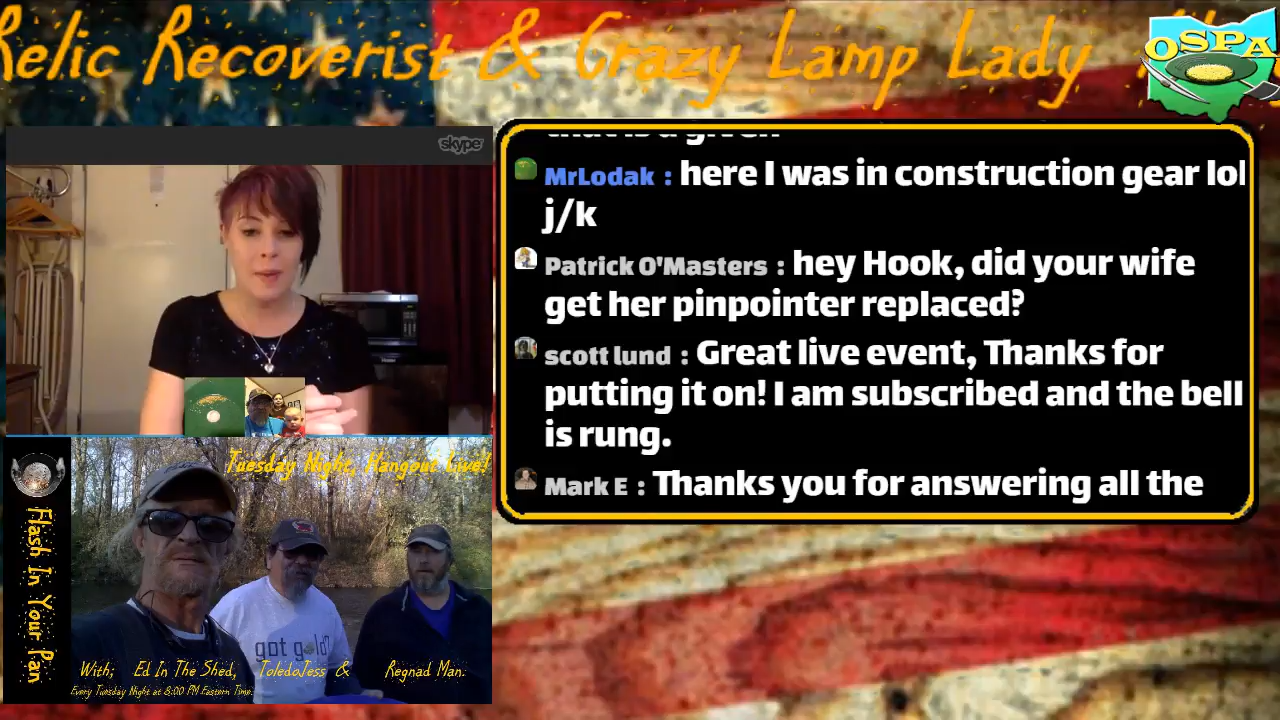 Relic Recoverist & Crazy Lamp Lady
OSPA
skype
that is a given
MrLodak : here I was in construction gear lol
j/k
Patrick O'Masters : hey Hook, did your wife
get her pinpointer replaced?
scott lund : Great live event, Thanks for
putting it on! I am subscribed and the bell
is rung.
Mark E : Thanks you for answering all the
Tuesday Night, Hangout Live!
Flash In Your Pan
got gold?
With; Ed In The Shed, ToledoJess & Regnad Man.
Every Tuesday Night at 8:00 PM Eastern Time.